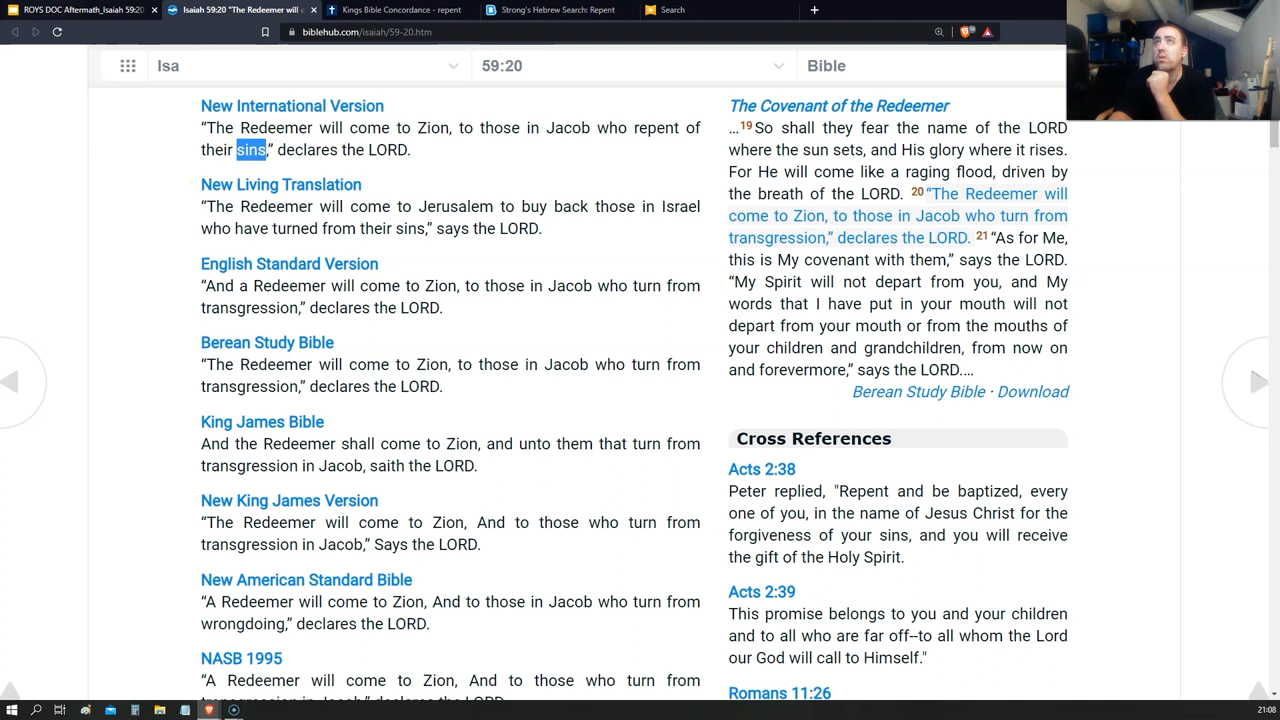 ROYS DOC Aftermath_Isaiah 59:20
Isaiah 59:20 "The Redeemer will c
Kings Bible Concordance - repent
Strong's Hebrew Search: Repent
Search
biblehub.com/isaiah/59-20.htm
Isa
59:20
Bible
New International Version
“The Redeemer will come to Zion, to those in Jacob who repent of
their sins,” declares the LORD.
New Living Translation
“The Redeemer will come to Jerusalem to buy back those in Israel
who have turned from their sins,” says the LORD.
English Standard Version
“And a Redeemer will come to Zion, to those in Jacob who turn from
transgression,” declares the LORD.
Berean Study Bible
“The Redeemer will come to Zion, to those in Jacob who turn from
transgression,” declares the LORD.
King James Bible
And the Redeemer shall come to Zion, and unto them that turn from
transgression in Jacob, saith the LORD.
New King James Version
“The Redeemer will come to Zion, And to those who turn from
transgression in Jacob,” Says the LORD.
New American Standard Bible
“A Redeemer will come to Zion, And to those in Jacob who turn from
wrongdoing,” declares the LORD.
NASB 1995
“A Redeemer will come to Zion, And to those who turn from
transgression in Jacob,” declares the LORD.
The Covenant of the Redeemer
…19So shall they fear the name of the LORD
where the sun sets, and His glory where it rises.
For He will come like a raging flood, driven by
the breath of the LORD. 20“The Redeemer will
come to Zion, to those in Jacob who turn from
transgression,” declares the LORD. 21“As for Me,
this is My covenant with them,” says the LORD.
“My Spirit will not depart from you, and My
words that I have put in your mouth will not
depart from your mouth or from the mouths of
your children and grandchildren, from now on
and forevermore,” says the LORD.…
Berean Study Bible · Download
Cross References
Acts 2:38
Peter replied, "Repent and be baptized, every
one of you, in the name of Jesus Christ for the
forgiveness of your sins, and you will receive
the gift of the Holy Spirit.
Acts 2:39
This promise belongs to you and your children
and to all who are far off--to all whom the Lord
our God will call to Himself."
Romans 11:26
21:08